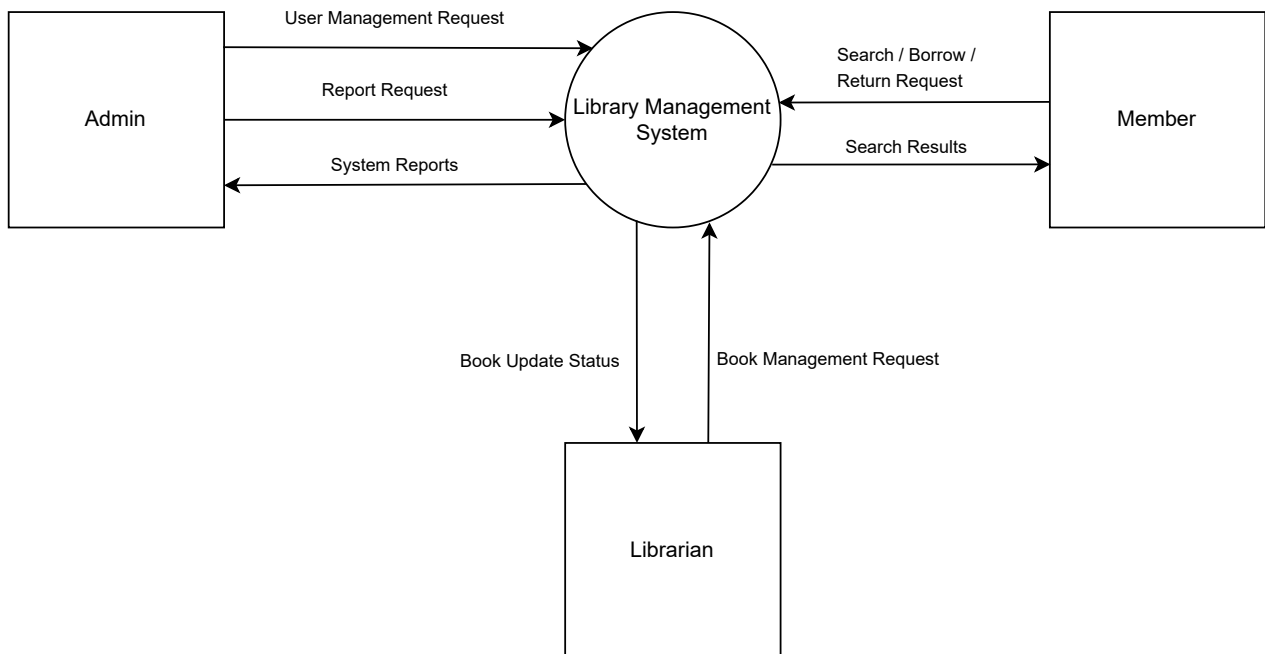 User Management Request
Search / Borrow /
Return Request
Report Request
Library Management
System
Admin
Member
System Reports
Search Results
Book Update Status
Book Management Request
Librarian